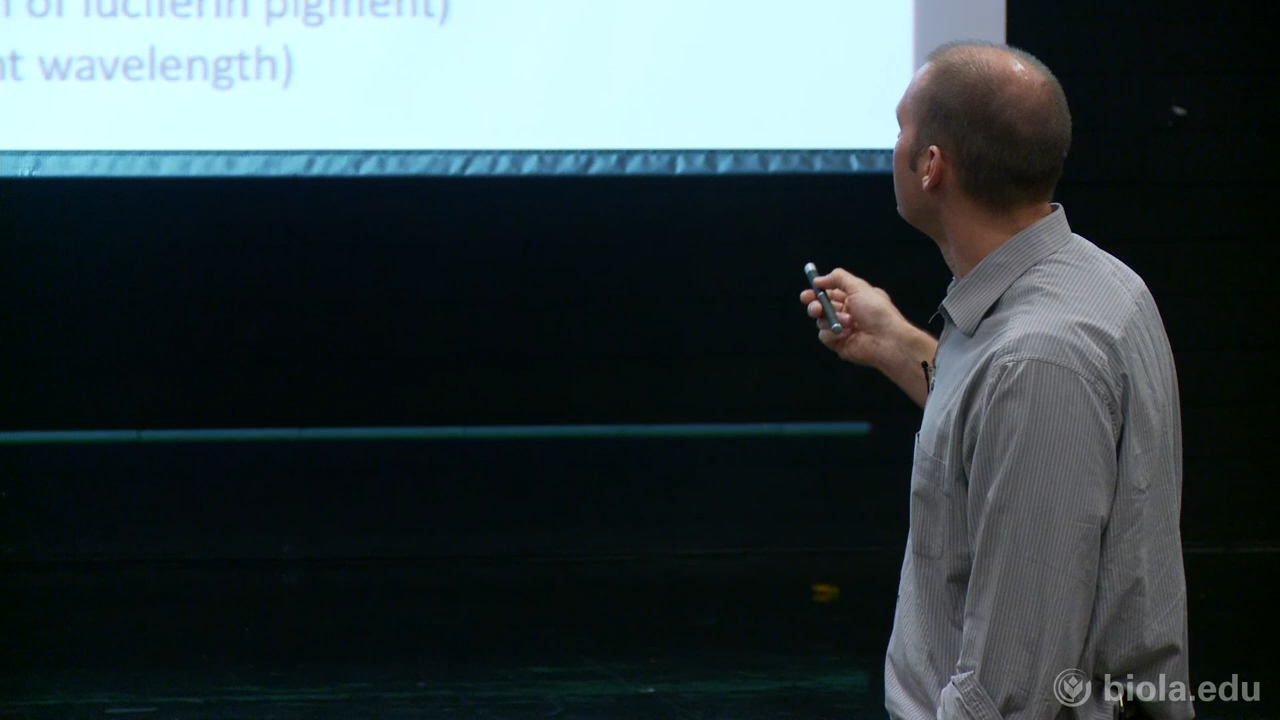 of luciferin pigment)
nt wavelength)
biola.edu